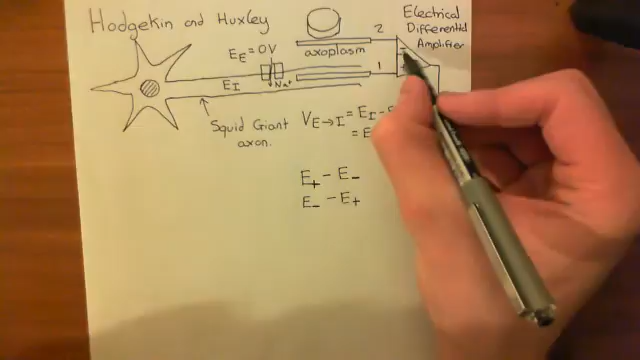 Hodgekin and Huxley
Electrical
Differential
Amplifier
2
axoplasm
E_E = 0V
1
E_I
Na⁺
Squid Giant
axon.
V_E→I = E_I -
= E
E₊ - E₋
E₋ - E₊